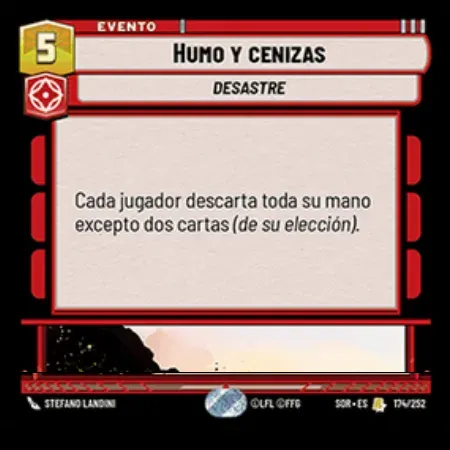 EVENTO
5
HUMO Y CENIZAS
DESASTRE
Cada jugador descarta toda su mano
excepto dos cartas (de su elección).
STEFANO LANDINI
©LFL ©FFG
SOR • ES
174/252